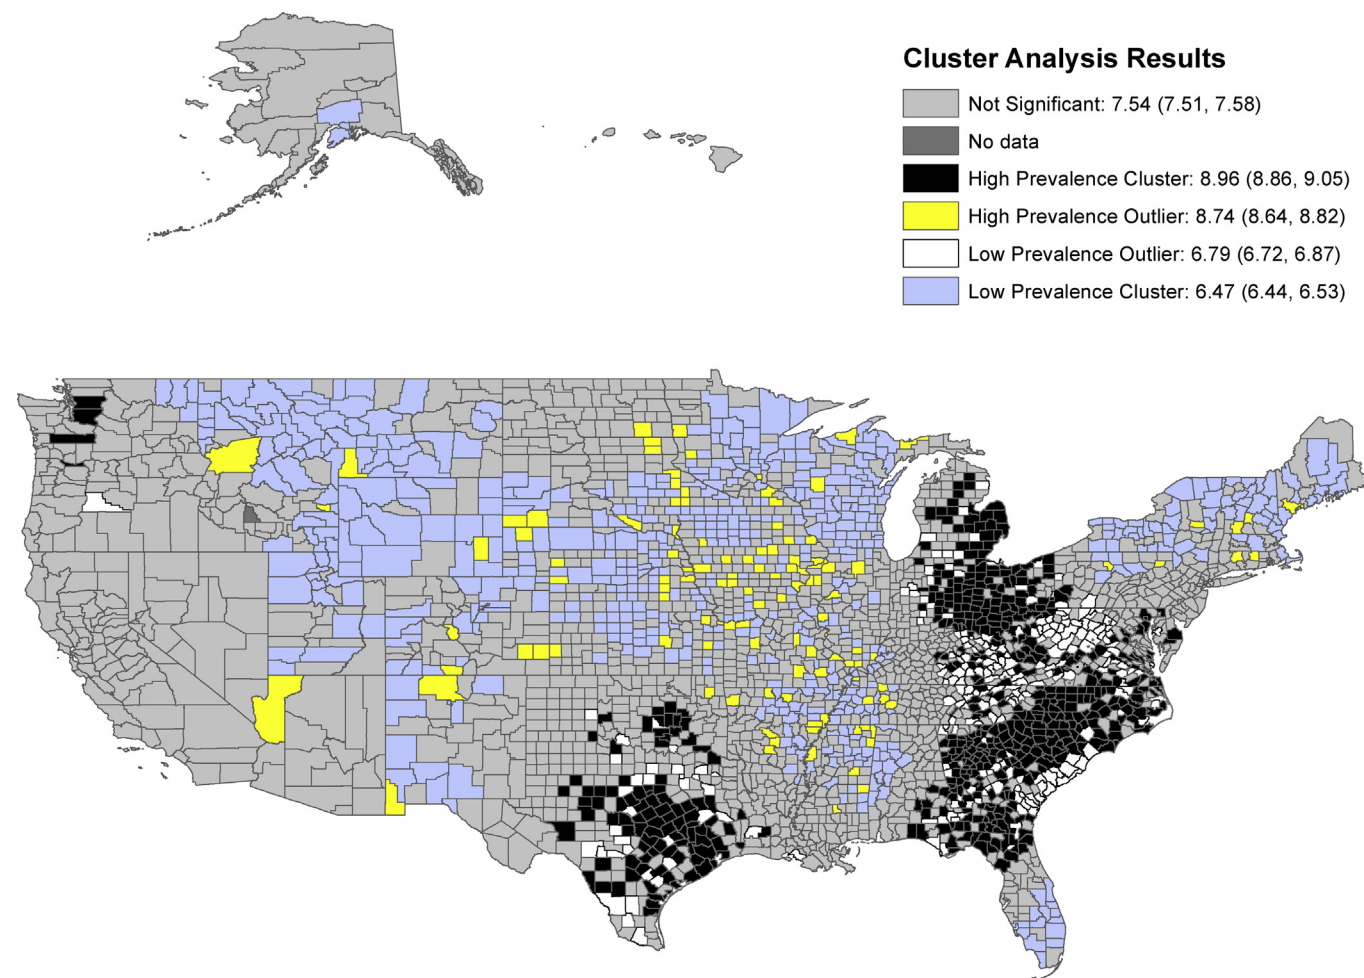 Cluster Analysis Results
Not Significant: 7.54 (7.51, 7.58)
No data
High Prevalence Cluster: 8.96 (8.86, 9.05)
High Prevalence Outlier: 8.74 (8.64, 8.82)
Low Prevalence Outlier: 6.79 (6.72, 6.87)
Low Prevalence Cluster: 6.47 (6.44, 6.53)